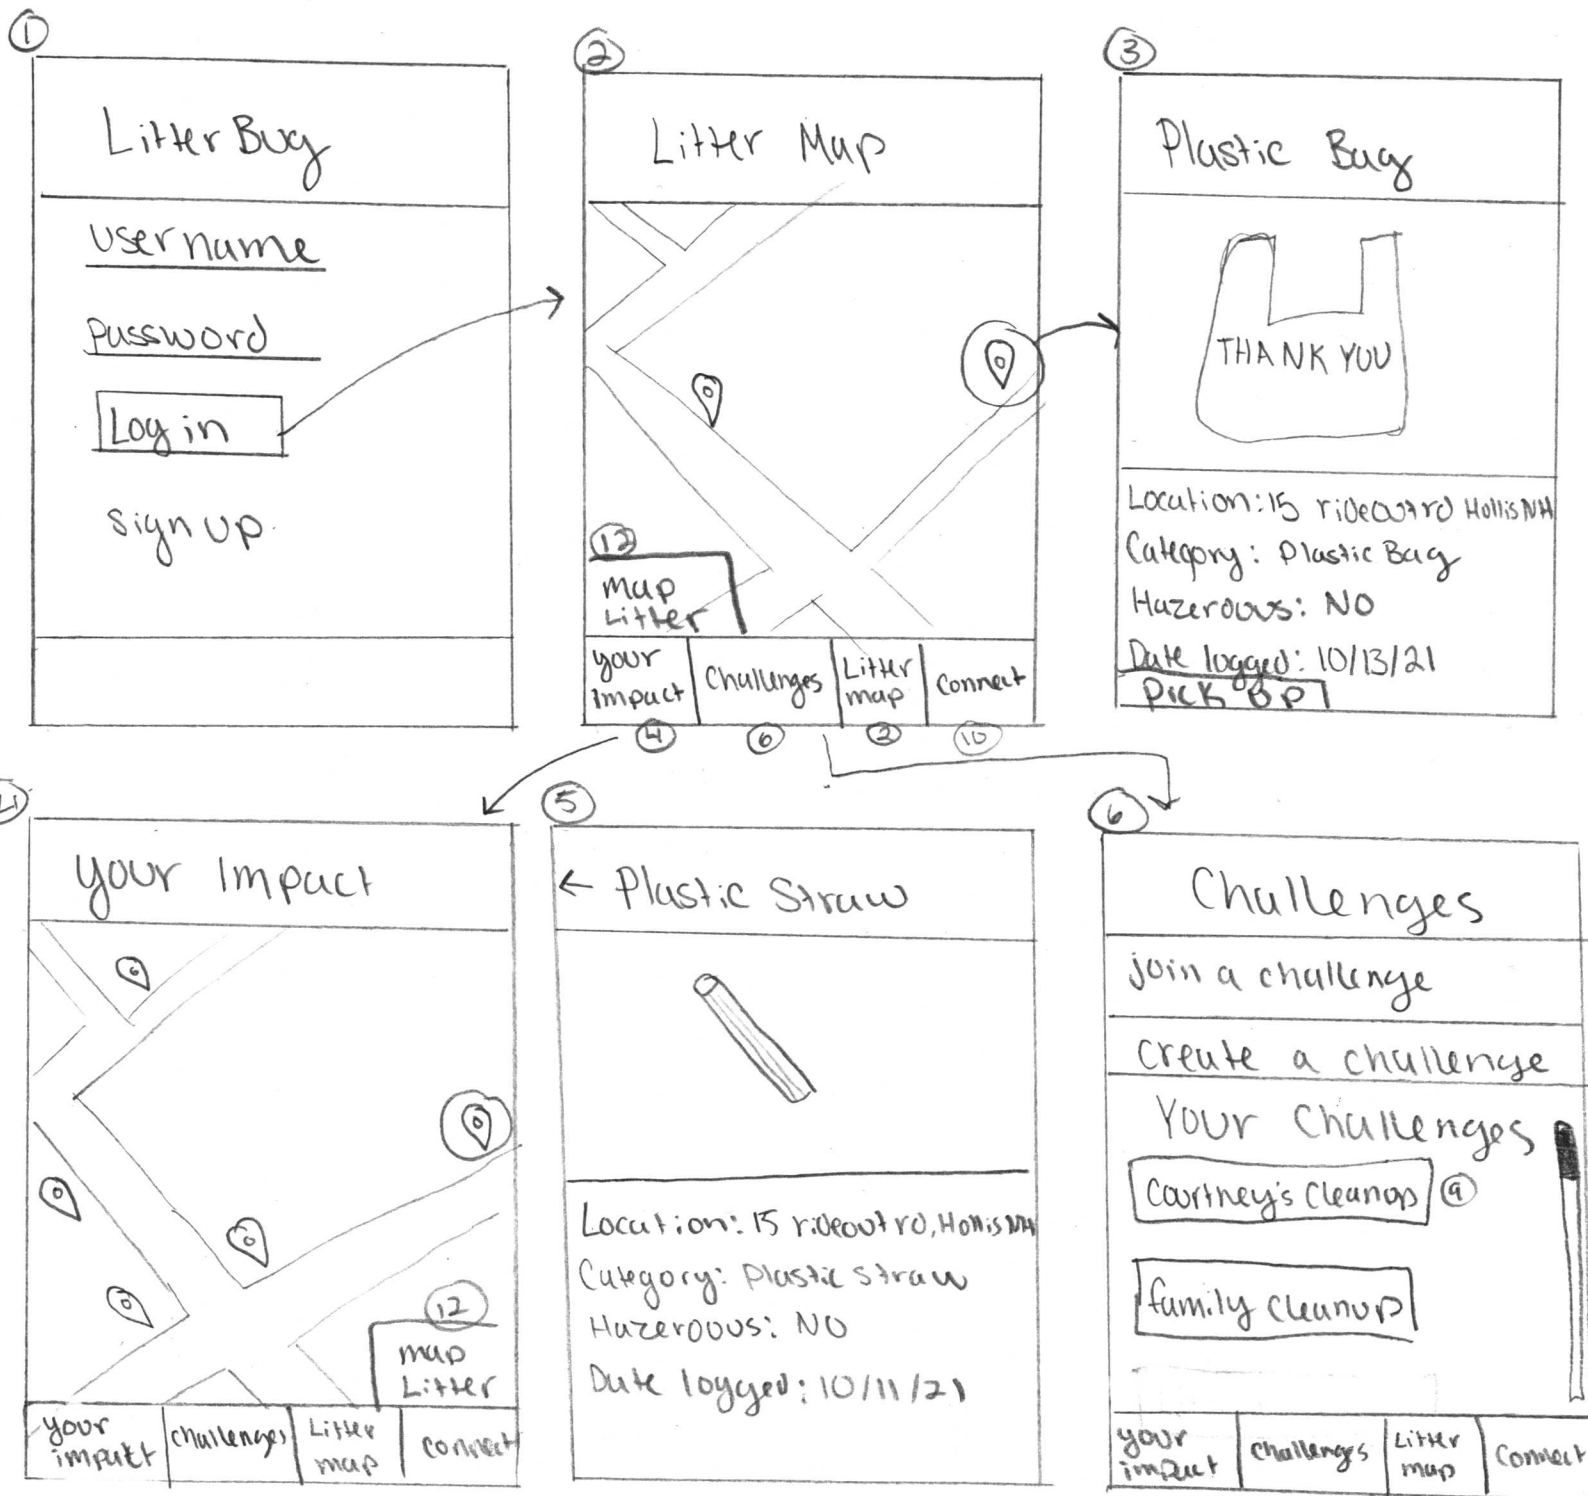 1
Litter Bug
username
password
Log in
sign up.
2
Litter Map
12
map
Litter
your
impact
Challenges
Litter
map
Connect
4
6
2
10
3
Plastic Bag
THANK YOU
Location: 15 rideout rd Hollis NH
Category: Plastic Bag
Hazerdous: NO
Date logged: 10/13/21
PICK UP
4
your Impact
12
map
Litter
your
impact
challenges
Litter
map
connect
5
← Plastic Straw
Location: 15 rideout rd, Hollis NH
Category: plastic straw
Hazerdous: NO
Date logged: 10/11/21
6
Challenges
join a challenge
create a challenge
Your Challenges
Courtney's Cleanup 9
family cleanup
your
impact
challenges
Litter
map
Connect